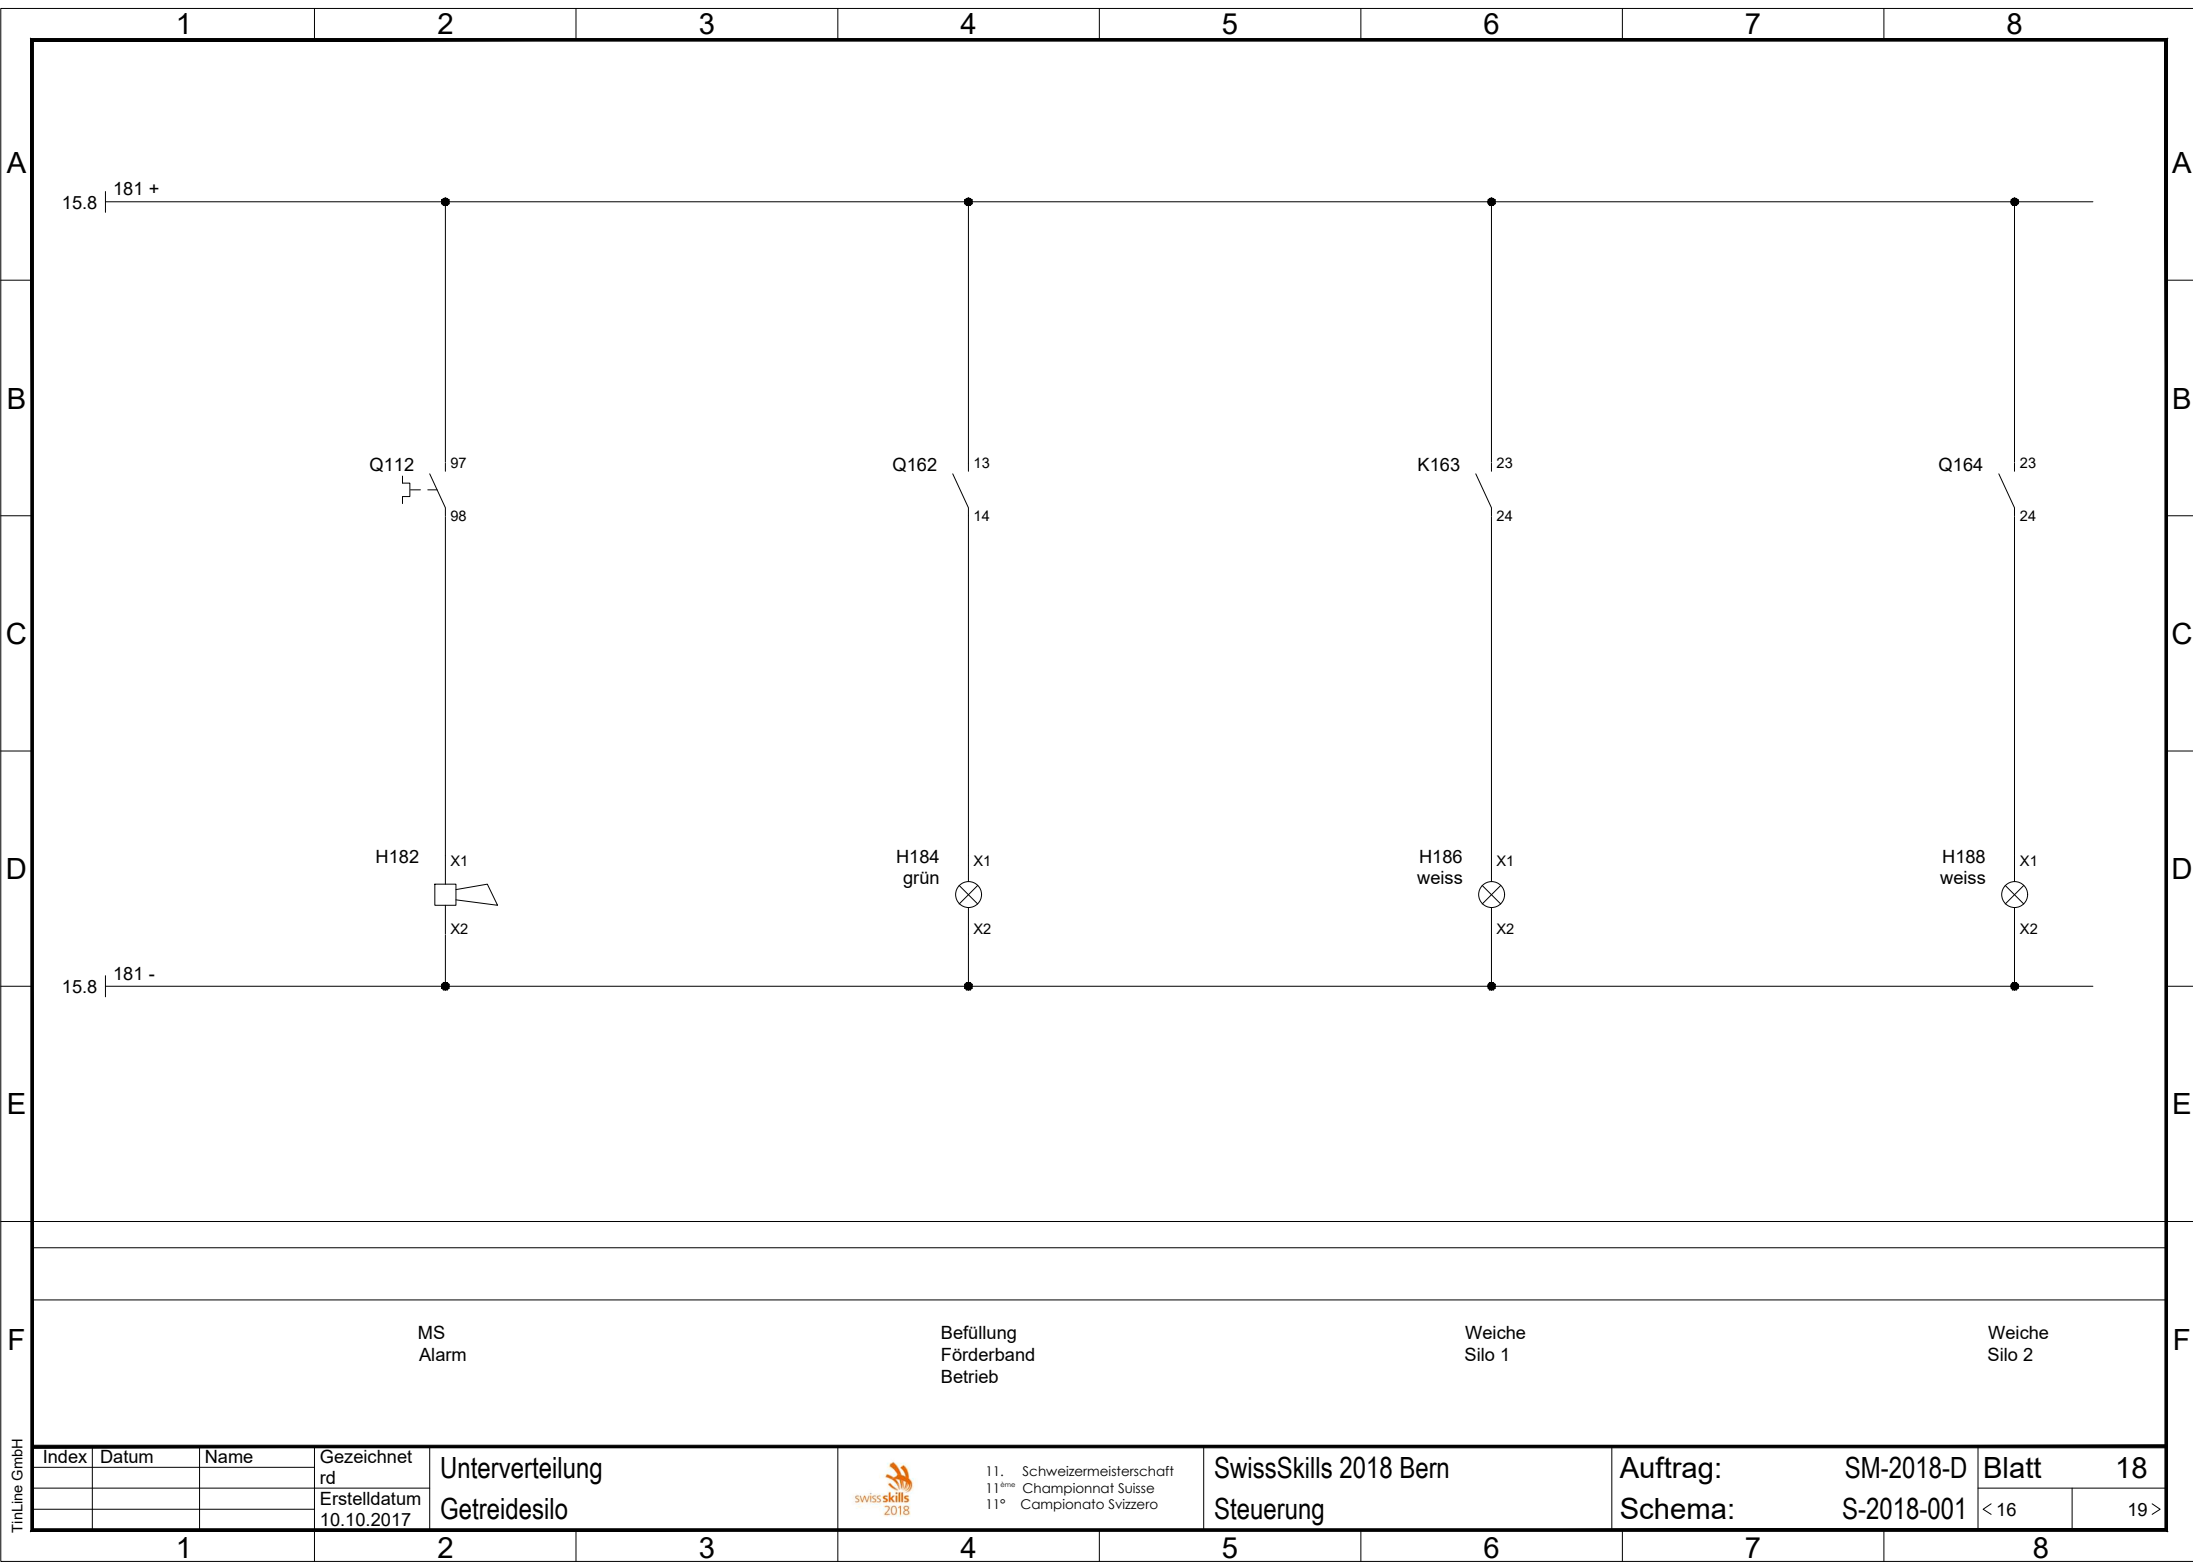 1 2 3 4 5 6 7 8
A A
181 +
15.8
B B
Q112 97 Q162 13 K163 23 Q164 23
98 14 24 24
C C
H182 X1 H184 X1 H186 X1 H188 X1
grün weiss weiss
D D
X2 X2 X2 X2
181 -
15.8
E E
F F
MS Befüllung Weiche Weiche
Alarm Förderband Silo 1 Silo 2
Betrieb
TinLine GmbH
Index Datum Name Gezeichnet
rd
Erstelldatum
10.10.2017
Unterverteilung
Getreidesilo
swiss skills
2018
11. Schweizermeisterschaft
11ème Championnat Suisse
11° Campionato Svizzero
SwissSkills 2018 Bern
Steuerung
Auftrag: SM-2018-D
Schema: S-2018-001
Blatt 18
< 16 19 >
1 2 3 4 5 6 7 8